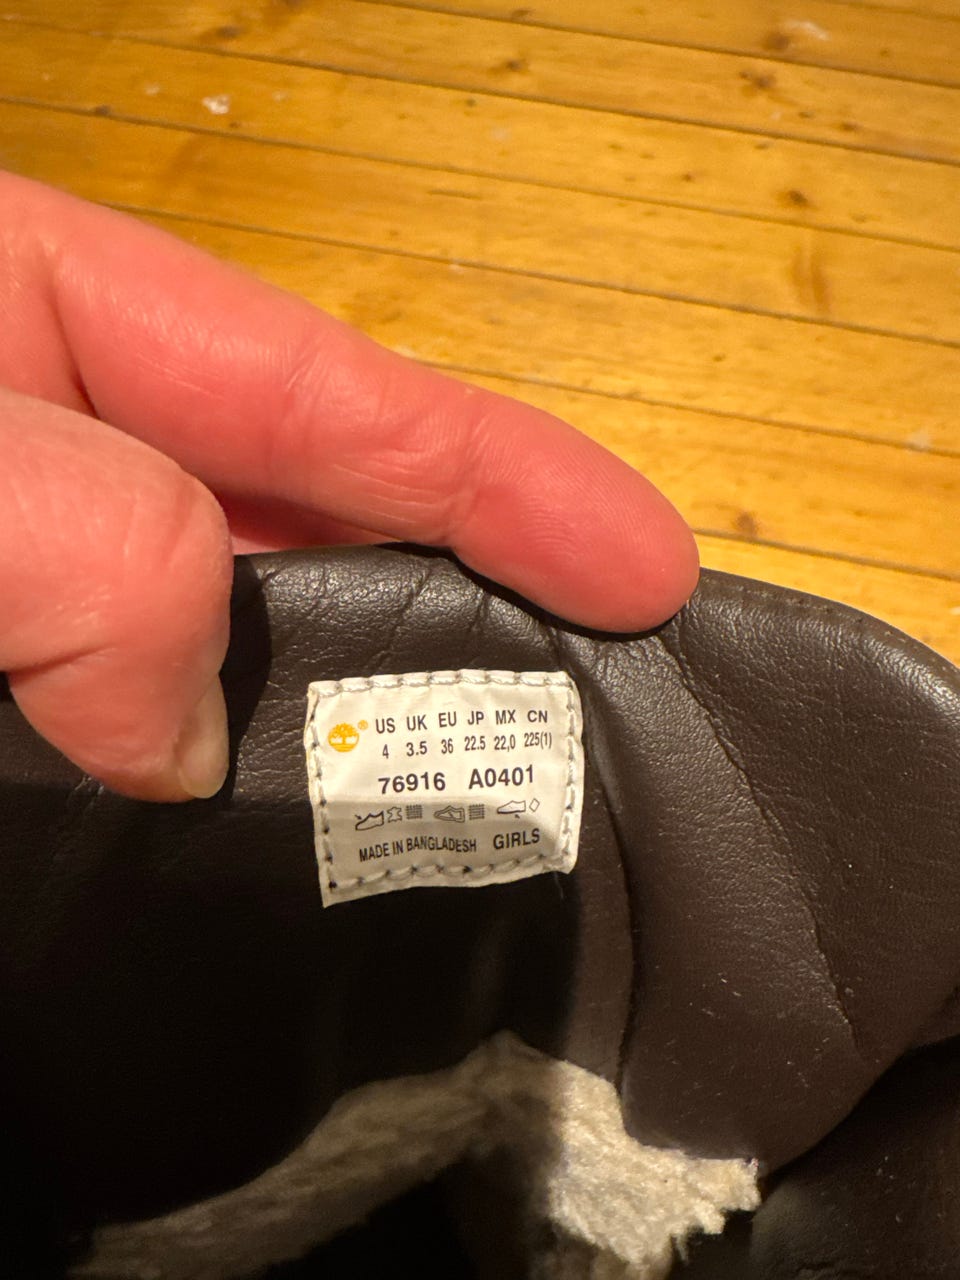 ® US UK EU JP MX CN
4 3.5 36 22.5 22,0 225(1)
76916 A0401
MADE IN BANGLADESH GIRLS